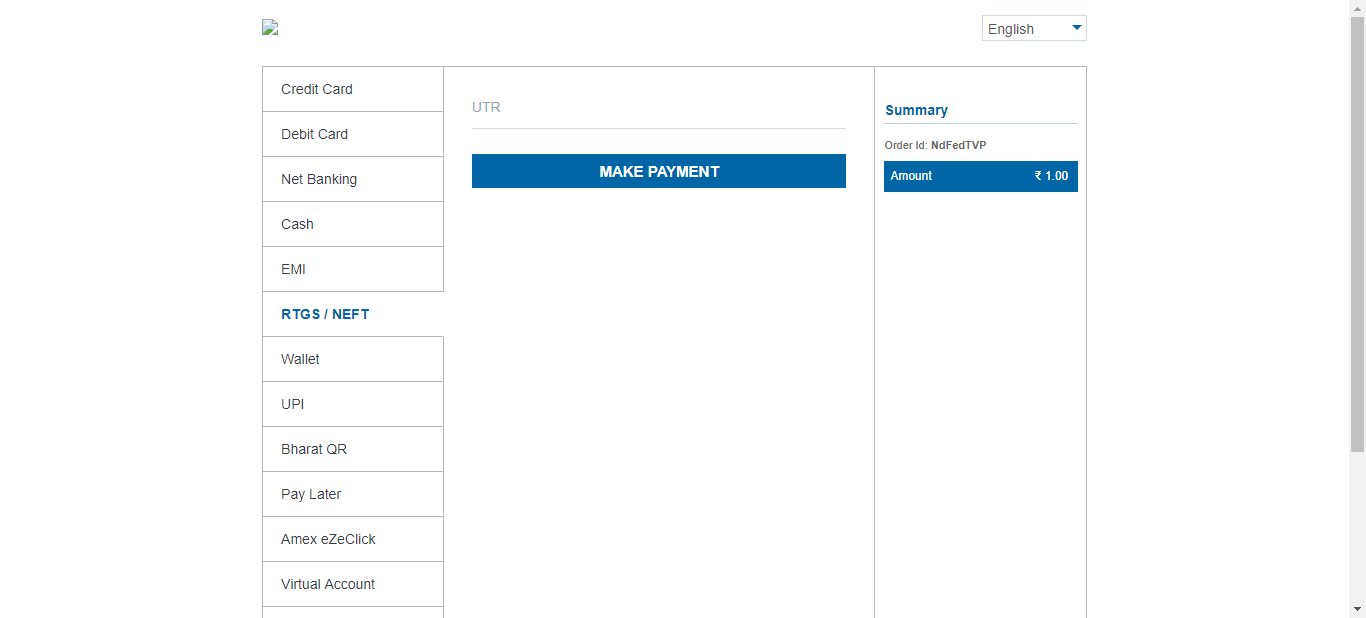 English
Credit Card
Debit Card
Net Banking
Cash
EMI
RTGS / NEFT
Wallet
UPI
Bharat QR
Pay Later
Amex eZeClick
Virtual Account
UTR
MAKE PAYMENT
Summary
Order Id: NdFedTVP
Amount ₹ 1.00